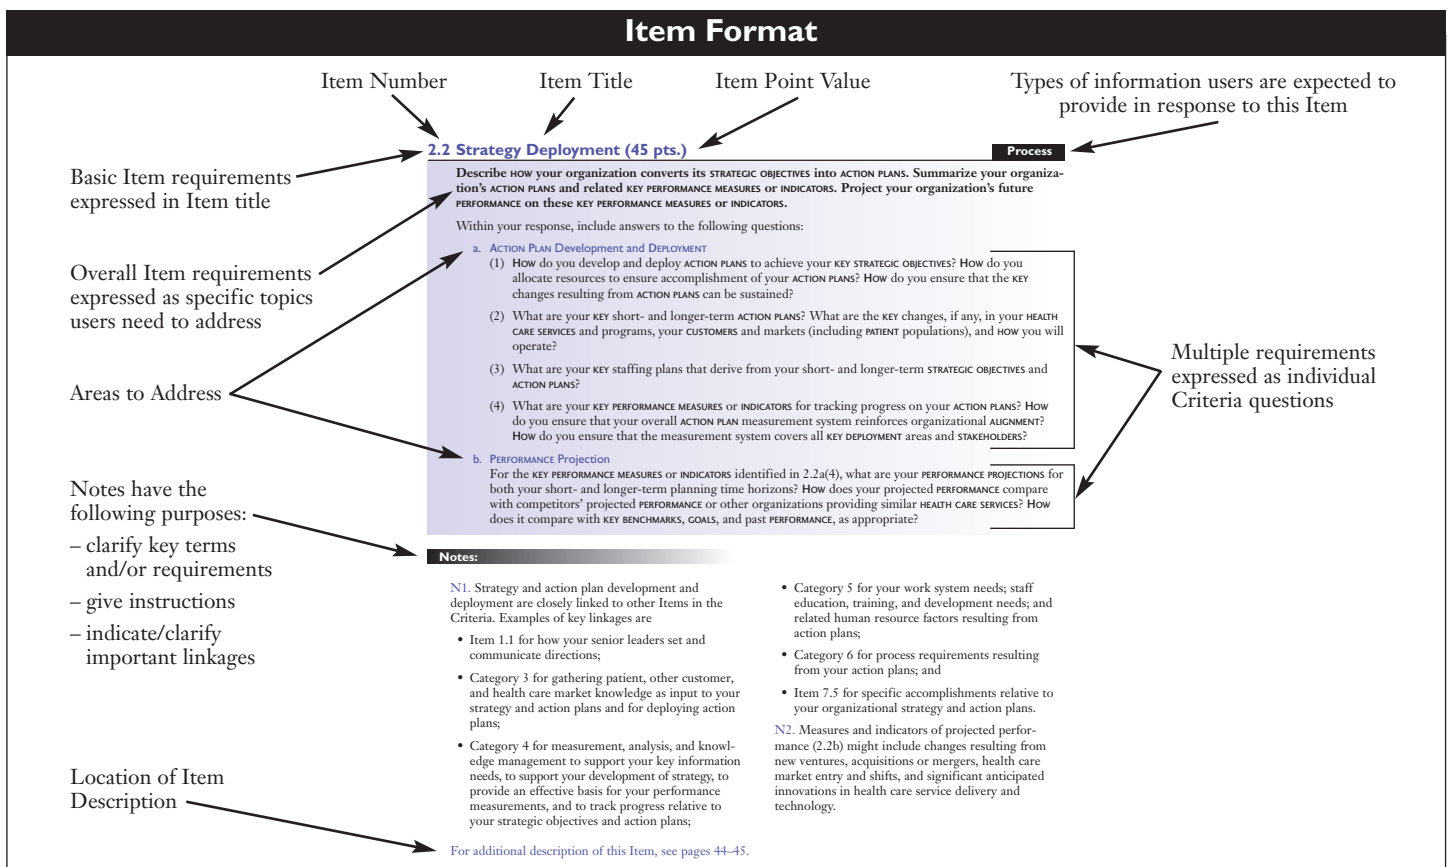 Item Format
Item Number
Item Title
Item Point Value
Types of information users are expected to
provide in response to this Item
Basic Item requirements
expressed in Item title
Overall Item requirements
expressed as specific topics
users need to address
Areas to Address
Notes have the
following purposes:
– clarify key terms
and/or requirements
– give instructions
– indicate/clarify
important linkages
Location of Item
Description
2.2 Strategy Deployment (45 pts.)
Process
Describe HOW your organization converts its STRATEGIC OBJECTIVES into ACTION PLANS. Summarize your organiza-
tion's ACTION PLANS and related KEY PERFORMANCE MEASURES or INDICATORS. Project your organization's future
PERFORMANCE on these KEY PERFORMANCE MEASURES or INDICATORS.
Within your response, include answers to the following questions:
a. ACTION PLAN Development and DEPLOYMENT
(1) HOW do you develop and deploy ACTION PLANS to achieve your KEY STRATEGIC OBJECTIVES? HOW do you
allocate resources to ensure accomplishment of your ACTION PLANS? HOW do you ensure that the KEY
changes resulting from ACTION PLANS can be sustained?
(2) What are your KEY short- and longer-term ACTION PLANS? What are the KEY changes, if any, in your HEALTH
CARE SERVICES and programs, your CUSTOMERS and markets (including PATIENT populations), and HOW you will
operate?
(3) What are your KEY staffing plans that derive from your short- and longer-term STRATEGIC OBJECTIVES and
ACTION PLANS?
(4) What are your KEY PERFORMANCE MEASURES or INDICATORS for tracking progress on your ACTION PLANS? HOW
do you ensure that your overall ACTION PLAN measurement system reinforces organizational ALIGNMENT?
HOW do you ensure that the measurement system covers all KEY DEPLOYMENT areas and STAKEHOLDERS?
b. PERFORMANCE Projection
For the KEY PERFORMANCE MEASURES or INDICATORS identified in 2.2a(4), what are your PERFORMANCE PROJECTIONS for
both your short- and longer-term planning time horizons? HOW does your projected PERFORMANCE compare
with competitors' projected PERFORMANCE or other organizations providing similar HEALTH CARE SERVICES? HOW
does it compare with KEY BENCHMARKS, GOALS, and past PERFORMANCE, as appropriate?
Multiple requirements
expressed as individual
Criteria questions
Notes:
N1. Strategy and action plan development and
deployment are closely linked to other Items in the
Criteria. Examples of key linkages are
• Item 1.1 for how your senior leaders set and
communicate directions;
• Category 3 for gathering patient, other customer,
and health care market knowledge as input to your
strategy and action plans and for deploying action
plans;
• Category 4 for measurement, analysis, and knowl-
edge management to support your key information
needs, to support your development of strategy, to
provide an effective basis for your performance
measurements, and to track progress relative to
your strategic objectives and action plans;
• Category 5 for your work system needs; staff
education, training, and development needs; and
related human resource factors resulting from
action plans;
• Category 6 for process requirements resulting
from your action plans; and
• Item 7.5 for specific accomplishments relative to
your organizational strategy and action plans.
N2. Measures and indicators of projected perfor-
mance (2.2b) might include changes resulting from
new ventures, acquisitions or mergers, health care
market entry and shifts, and significant anticipated
innovations in health care service delivery and
technology.
For additional description of this Item, see pages 44–45.